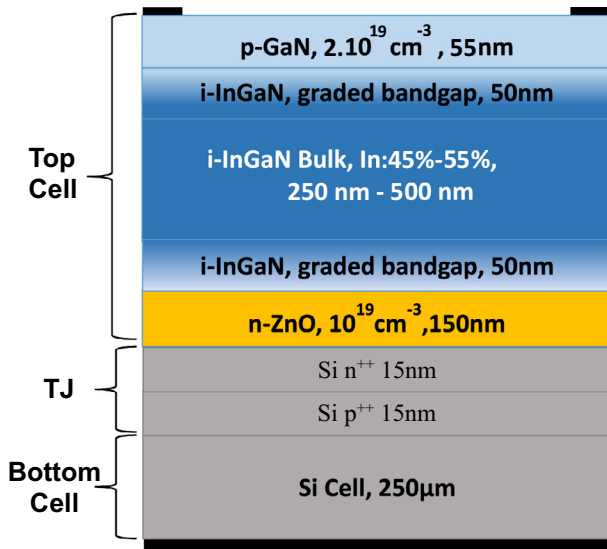 p-GaN, 2.10¹⁹ cm⁻³ , 55nm
i-InGaN, graded bandgap, 50nm
i-InGaN Bulk, In:45%-55%,
250 nm - 500 nm
Top
Cell
i-InGaN, graded bandgap, 50nm
n-ZnO, 10¹⁹cm⁻³,150nm
TJ
Si n⁺⁺ 15nm
Si p⁺⁺ 15nm
Bottom
Cell
Si Cell, 250µm